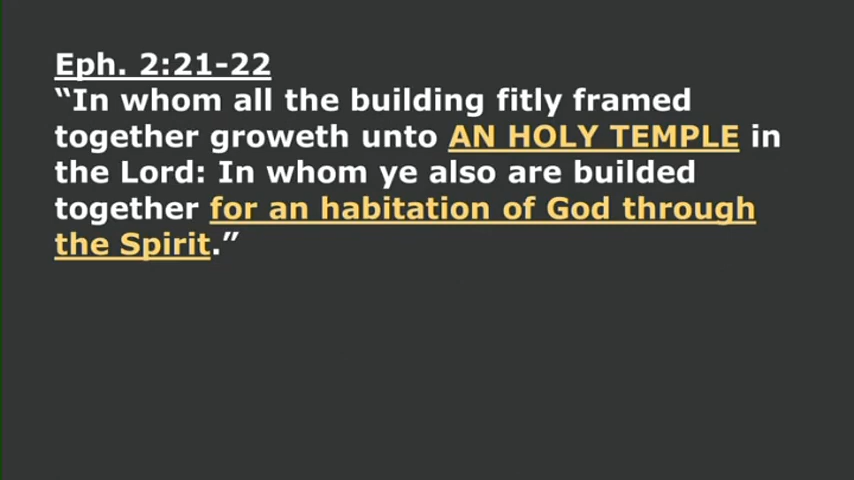 Eph. 2:21-22
“In whom all the building fitly framed
together groweth unto AN HOLY TEMPLE in
the Lord: In whom ye also are builded
together for an habitation of God through
the Spirit.”